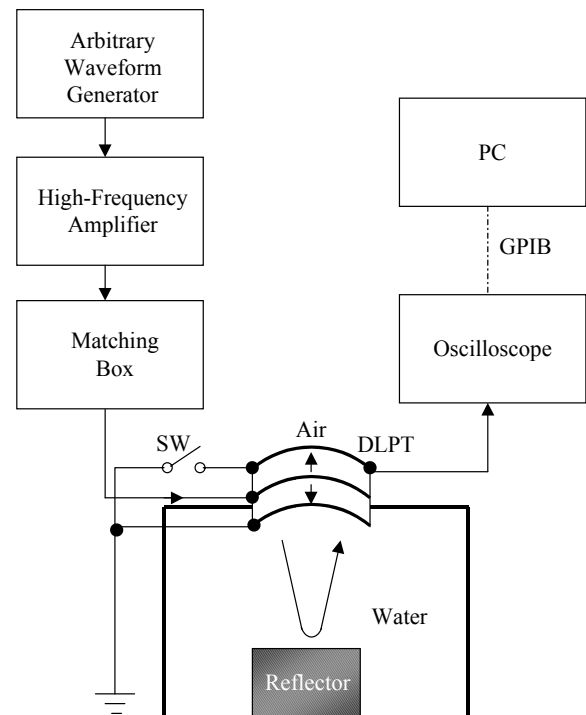 Arbitrary
Waveform
Generator
High-Frequency
Amplifier
Matching
Box
PC
GPIB
Oscilloscope
SW
Air
DLPT
Water
Reflector